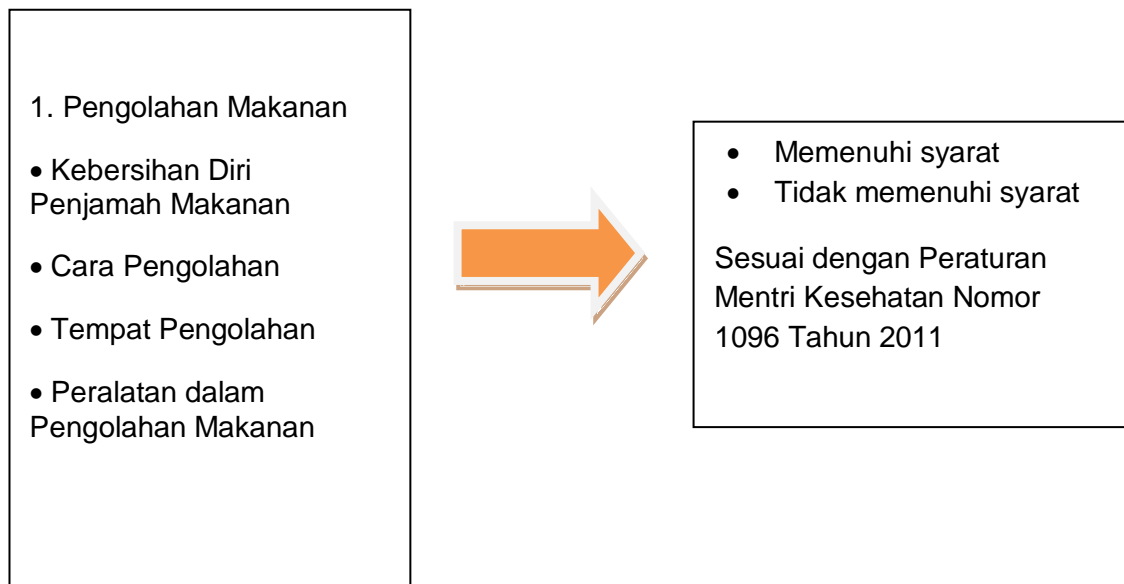 1. Pengolahan Makanan
• Kebersihan Diri
Penjamah Makanan
• Cara Pengolahan
• Tempat Pengolahan
• Peralatan dalam
Pengolahan Makanan
• Memenuhi syarat
• Tidak memenuhi syarat
Sesuai dengan Peraturan
Mentri Kesehatan Nomor
1096 Tahun 2011